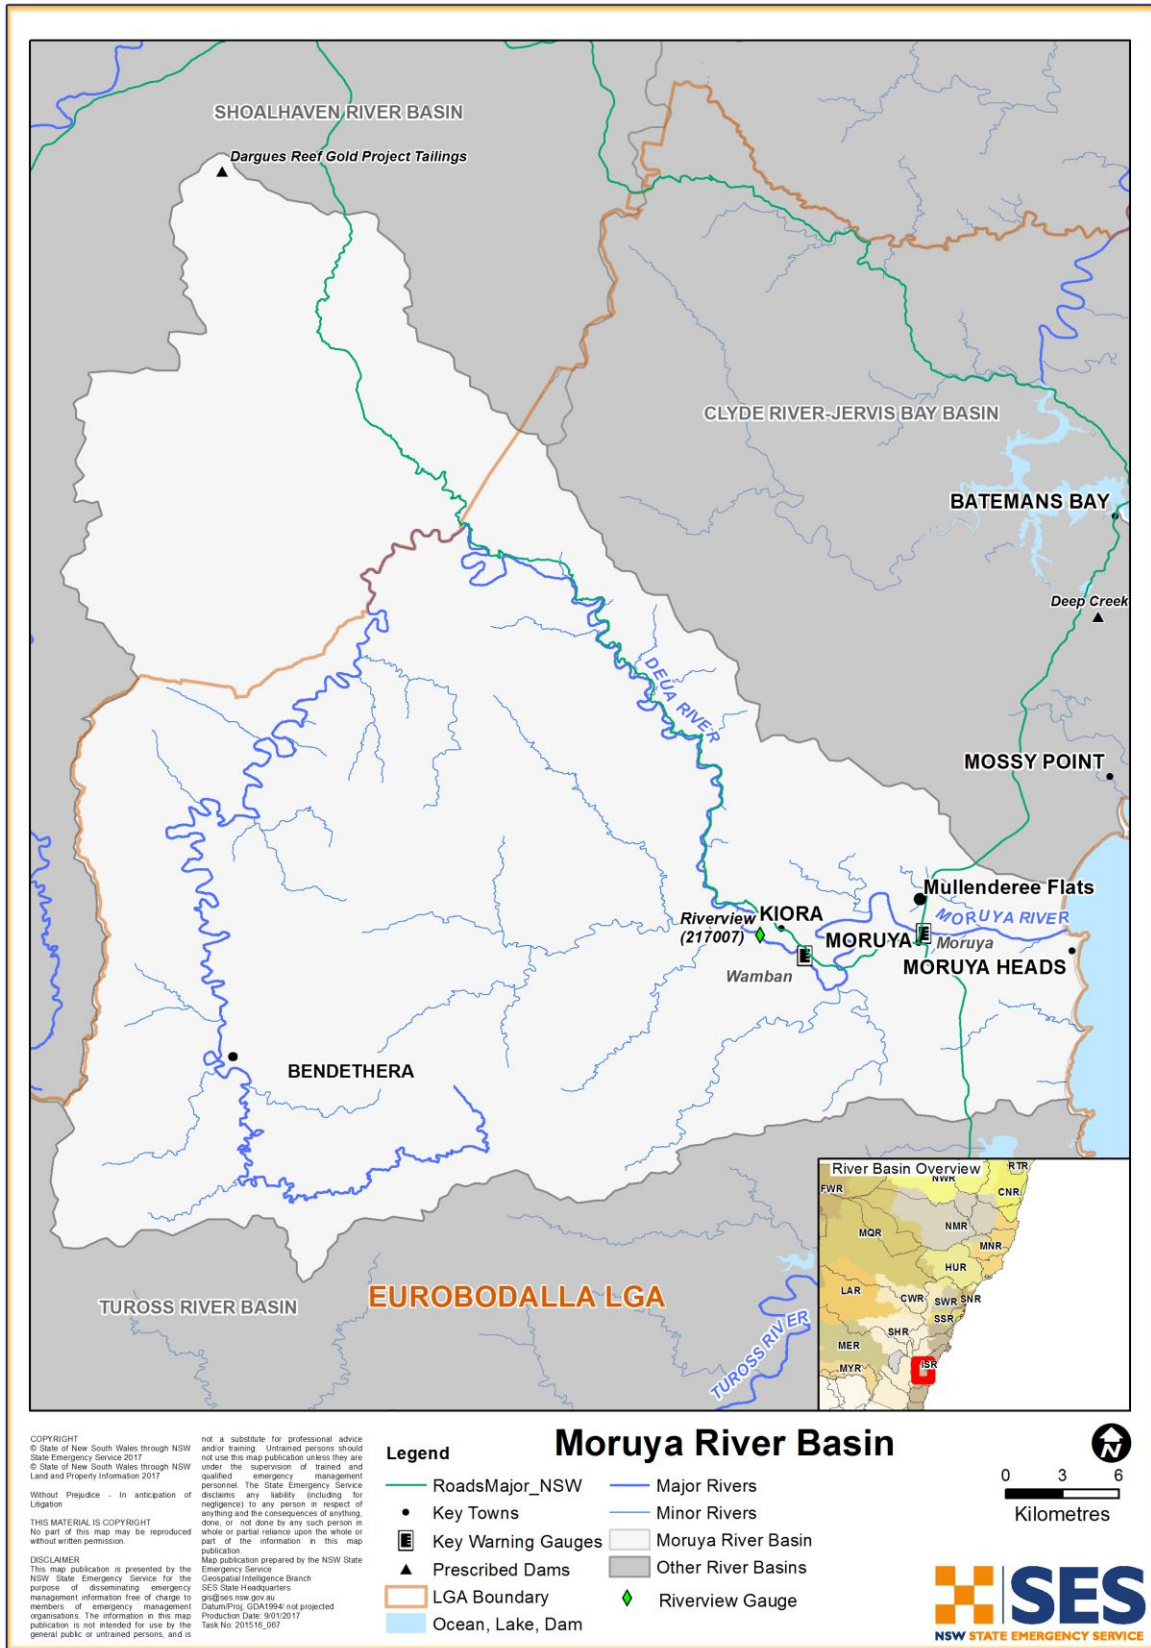 SHOALHAVEN RIVER BASIN
Dargues Reef Gold Project Tailings
CLYDE RIVER-JERVIS BAY BASIN
BATEMANS BAY
Deep Creek
DEUA RIVER
MOSSY POINT
Mullenderee Flats
MORUYA RIVER
Riverview
(217007)
KIORA
MORUYA
Moruya
Wamban
MORUYA HEADS
BENDETHERA
TUROSS RIVER BASIN
EUROBODALLA LGA
TUROSS RIVER
River Basin Overview
RTR
NWR
FWR
CNR
NMR
MQR
MNR
HUR
LAR
CWR
SWR
SNR
SSR
SHR
MER
MYR
ISR
COPYRIGHT
© State of New South Wales through NSW
State Emergency Service 2017
© State of New South Wales through NSW
Land and Property Information 2017
Without Prejudice - In anticipation of
Litigation
THIS MATERIAL IS COPYRIGHT
No part of this map may be reproduced
without written permission.
DISCLAIMER
This map publication is presented by the
NSW State Emergency Service for the
purpose of disseminating emergency
management information free of charge to
members of emergency management
organisations. The information in this map
publication is not intended for use by the
general public or untrained persons, and is
not a substitute for professional advice
and/or training. Untrained persons should
not use this map publication unless they are
under the supervision of trained and
qualified emergency management
personnel. The State Emergency Service
disclaims any liability (including for
negligence) to any person in respect of
anything and the consequences of anything,
done, or not done by any such person in
whole or partial reliance upon the whole or
part of the information in this map
publication.
Map publication prepared by the NSW State
Emergency Service
Geospatial Intelligence Branch
SES State Headquarters
gis@ses.nsw.gov.au
Datum/Proj: GDA1994/ not projected
Production Date: 9/01/2017
Task No: 201516_067
Moruya River Basin
Legend
RoadsMajor_NSW
Key Towns
Key Warning Gauges
Prescribed Dams
LGA Boundary
Ocean, Lake, Dam
Major Rivers
Minor Rivers
Moruya River Basin
Other River Basins
Riverview Gauge
N
0 3 6
Kilometres
SES
NSW STATE EMERGENCY SERVICE